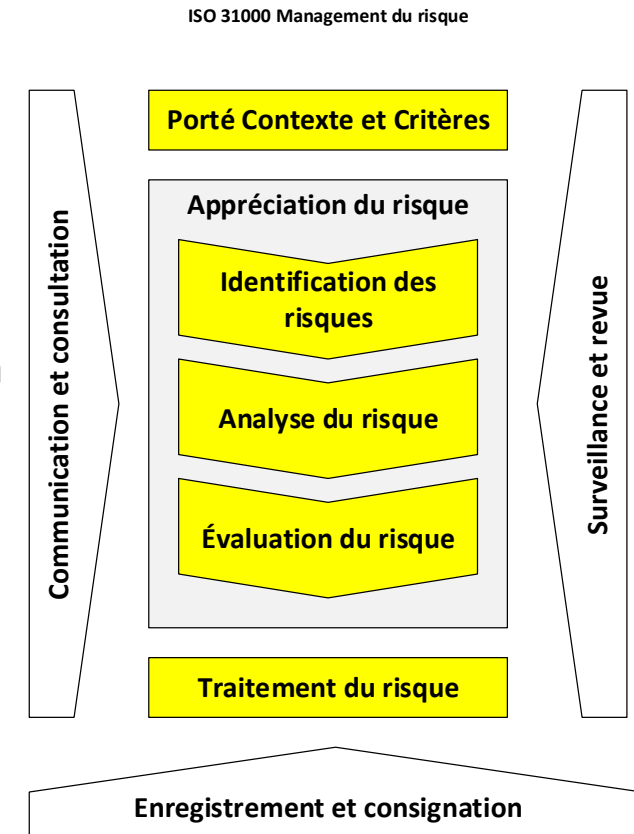 ISO 31000 Management du risque
Porté Contexte et Critères
Appréciation du risque
Identification des
risques
Analyse du risque
Évaluation du risque
Traitement du risque
Communication et consultation
Surveillance et revue
Enregistrement et consignation